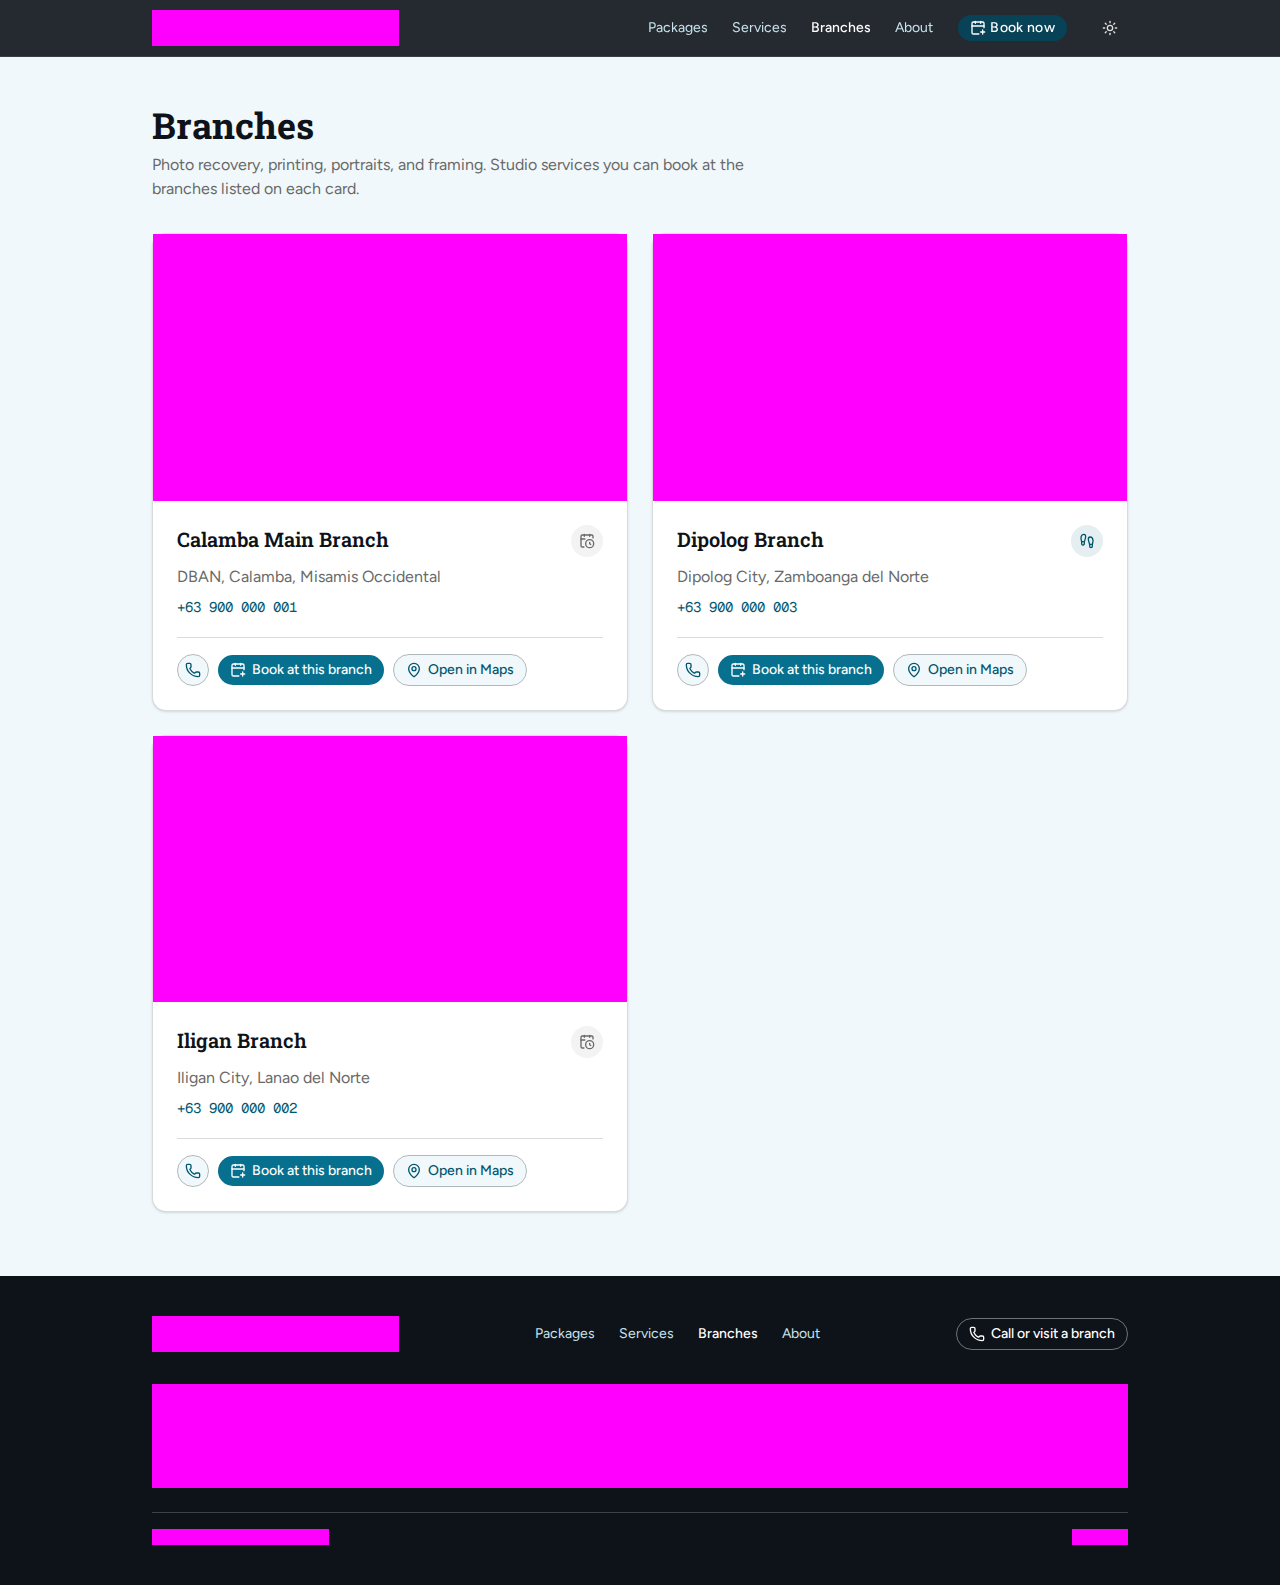 Packages
Services
Branches
About
Book now
Branches
Photo recovery, printing, portraits, and framing. Studio services you can book at the
branches listed on each card.
Calamba Main Branch
DBAN, Calamba, Misamis Occidental
+63 900 000 001
Book at this branch
Open in Maps
Dipolog Branch
Dipolog City, Zamboanga del Norte
+63 900 000 003
Book at this branch
Open in Maps
Iligan Branch
Iligan City, Lanao del Norte
+63 900 000 002
Book at this branch
Open in Maps
Packages
Services
Branches
About
Call or visit a branch